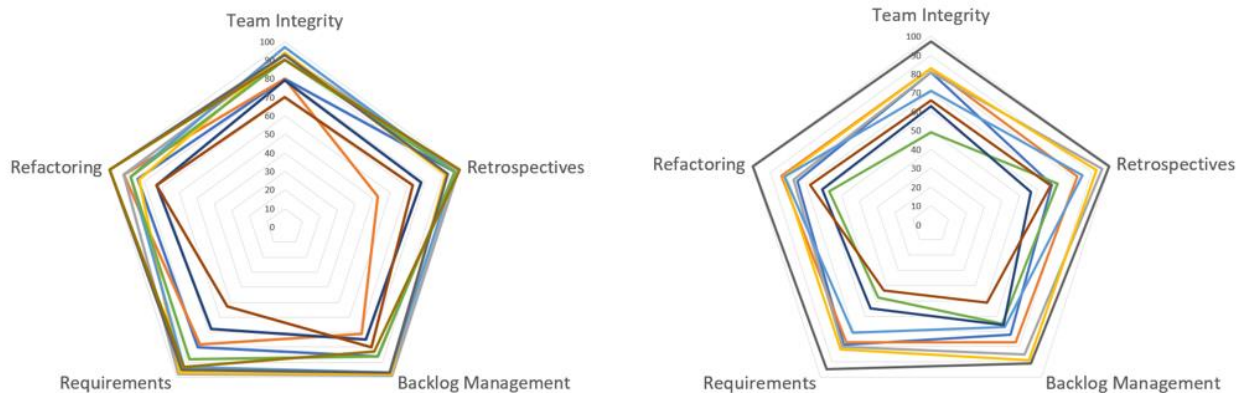 Team Integrity
100
90
80
70
60
50
40
30
20
10
0
Refactoring
Retrospectives
Requirements
Backlog Management
Team Integrity
100
90
80
70
60
50
40
30
20
10
0
Refactoring
Retrospectives
Requirements
Backlog Management